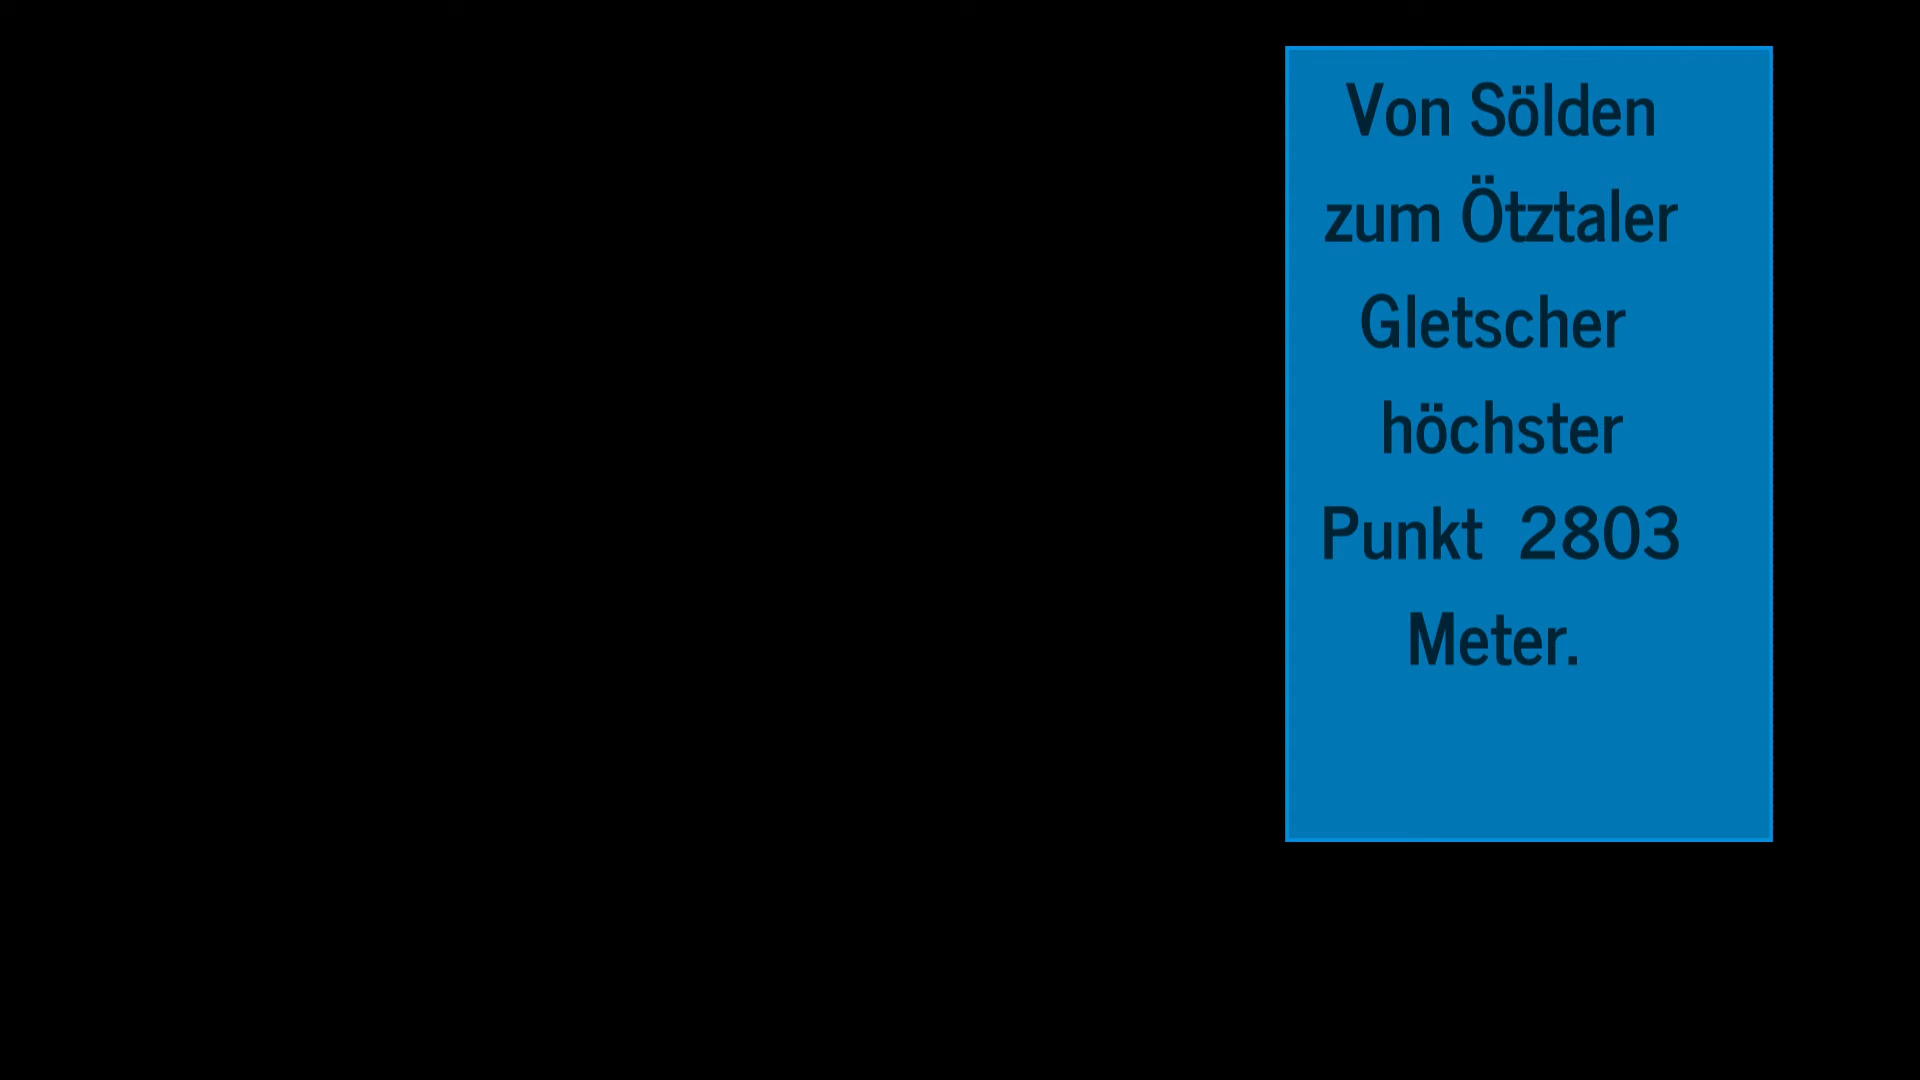 Von Sölden
zum Ötztaler
Gletscher
höchster
Punkt  2803
Meter.